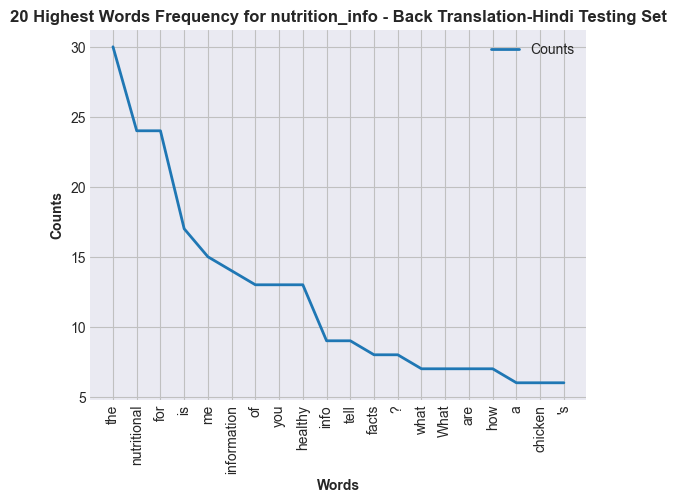 20 Highest Words Frequency for nutrition_info - Back Translation-Hindi Testing Set
Counts
30
25
20
15
10
5
Counts
the
nutritional
for
is
me
information
of
you
healthy
info
tell
facts
?
what
What
are
how
a
chicken
's
Words